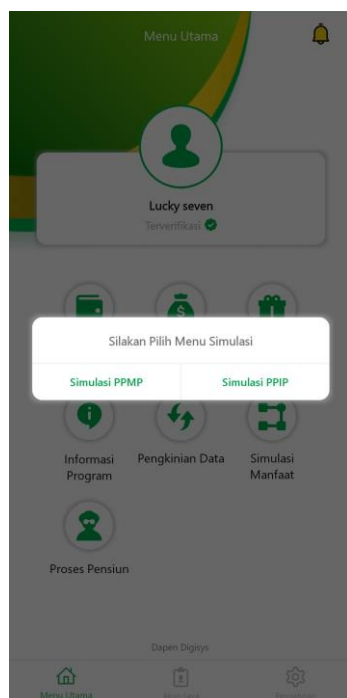 Menu Utama
Lucky seven
Terverifikasi
Silakan Pilih Menu Simulasi
Simulasi PPMP
Simulasi PPIP
Informasi
Program
Pengkinian Data
Simulasi
Manfaat
Proses Pensiun
Dapen Digisys
Menu Utama